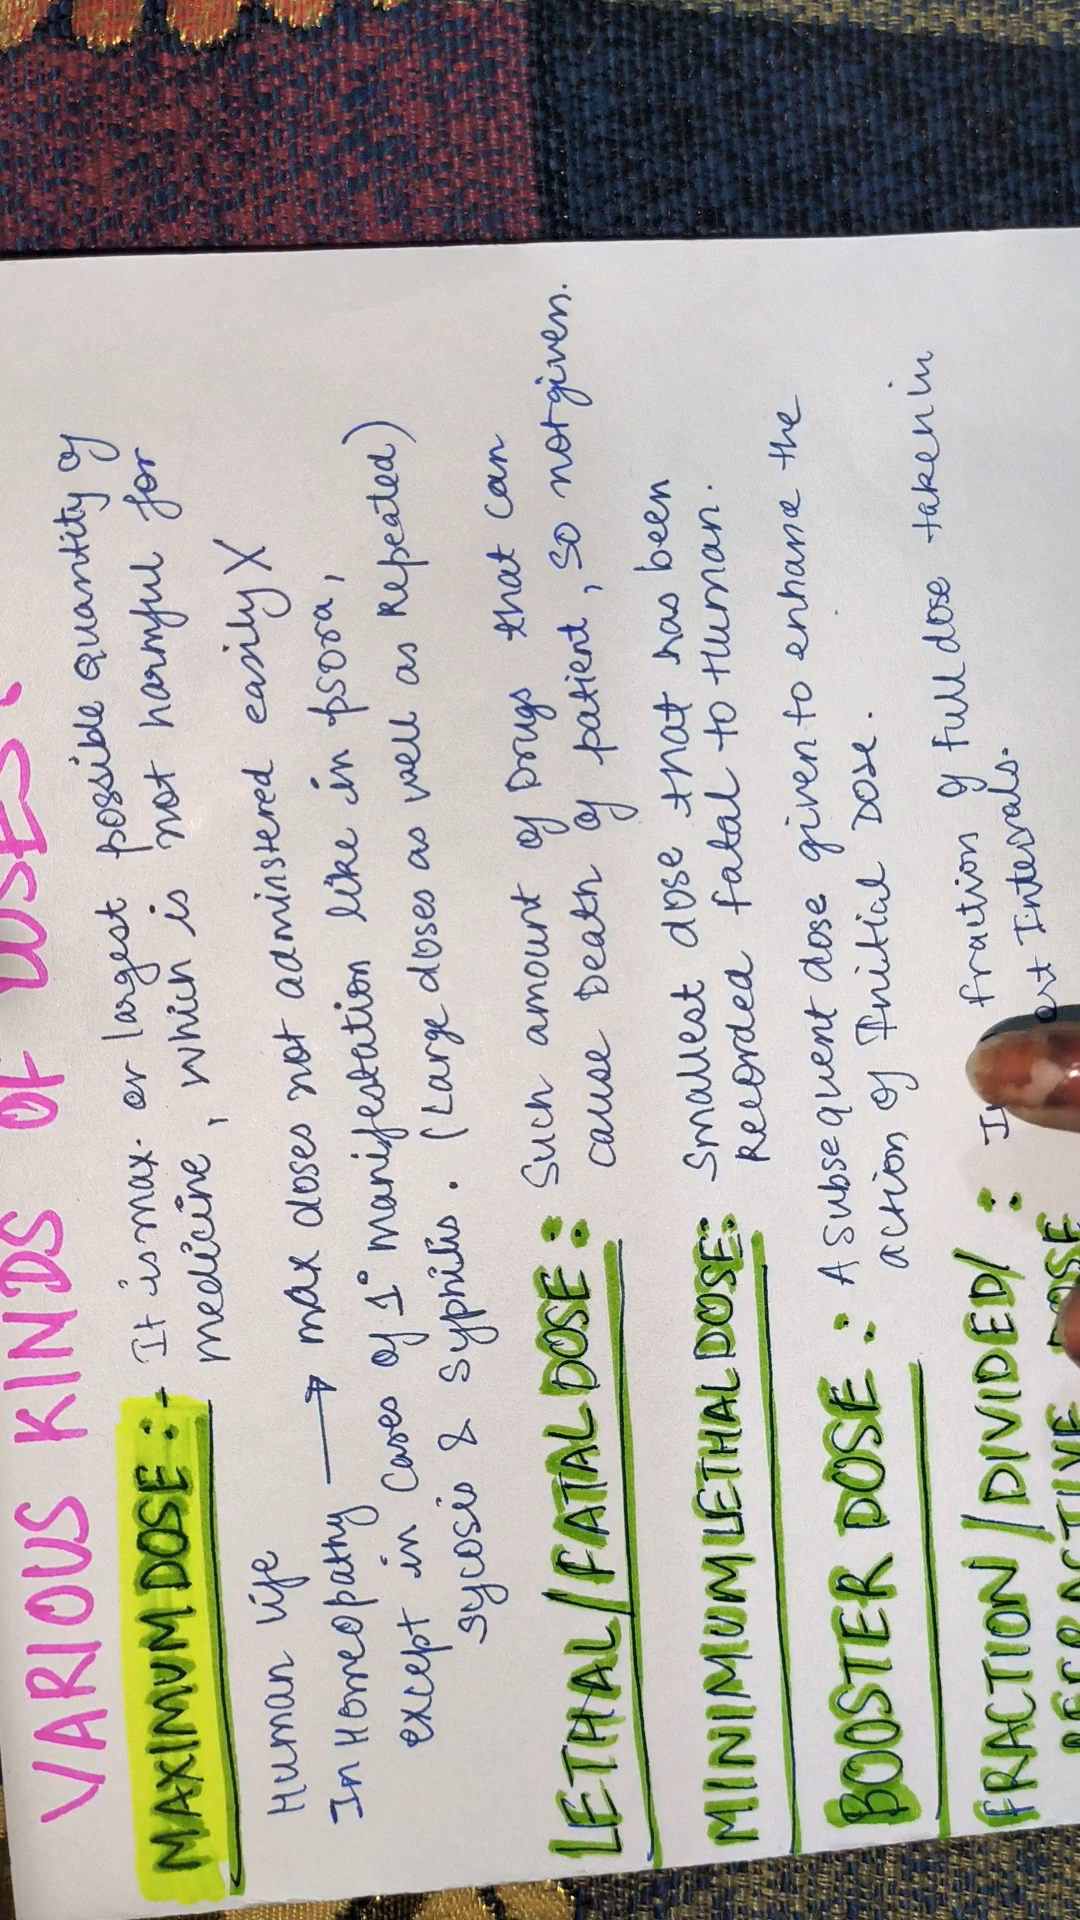 VARIOUS KINDS OF DOSES:
MAXIMUM DOSE :- It is max. or largest possible quantity of
medicine, which is not harmful for
Human life
max doses not adminstered easily X
In Homeopathy → except in cases of 1° manifestation like in psora,
sycosis & syphilis. (Large doses as well as Repeated)
LETHAL/FATAL DOSE : Such amount of Drugs that can
cause Death of patient, so not given.
MINIMUM LETHAL DOSE: Smallest dose that has been
Recorded fatal to Human.
BOOSTER DOSE : A subsequent dose given to enhance the
action of Initial Dose.
FRACTION/DIVIDED/ : fraction of full dose taken in
Intervals.
DOSE